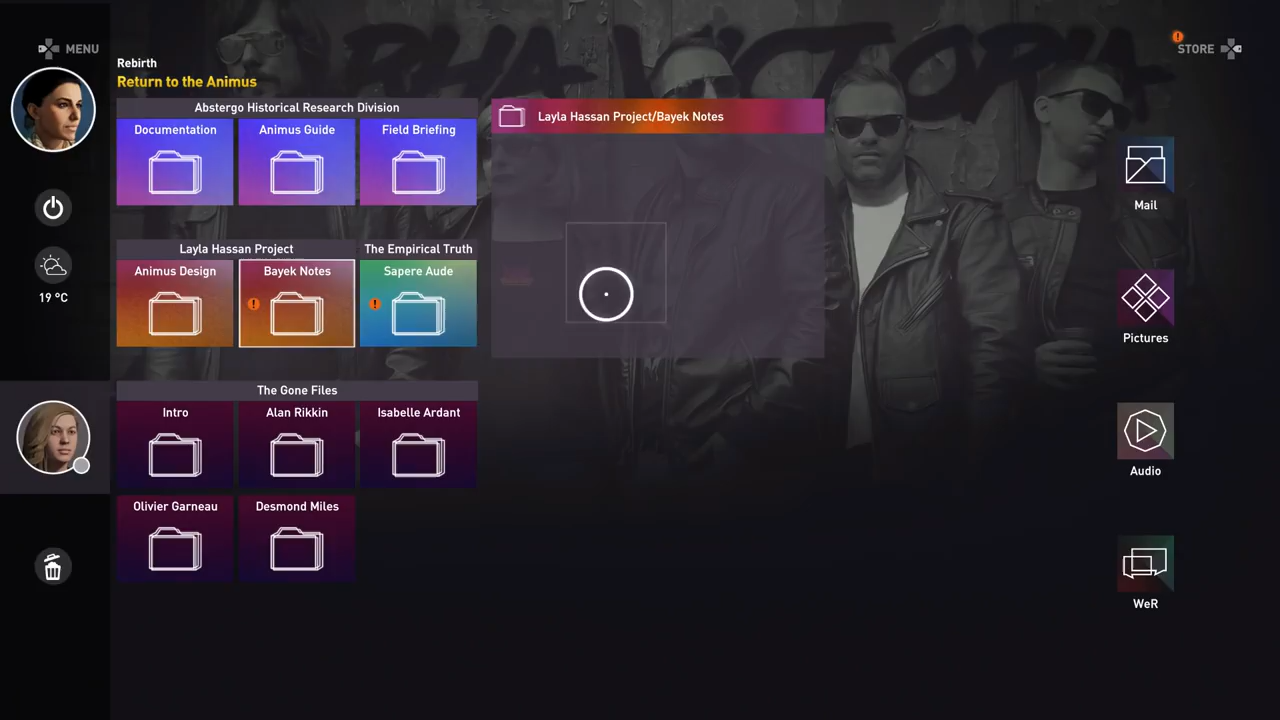 MENU
! STORE
Rebirth
Return to the Animus
Abstergo Historical Research Division
Documentation
Animus Guide
Field Briefing
Layla Hassan Project/Bayek Notes
Mail
Layla Hassan Project
The Empirical Truth
Animus Design
Bayek Notes
!
Sapere Aude
!
19 °C
Pictures
The Gone Files
Intro
Alan Rikkin
Isabelle Ardant
Audio
Olivier Garneau
Desmond Miles
WeR